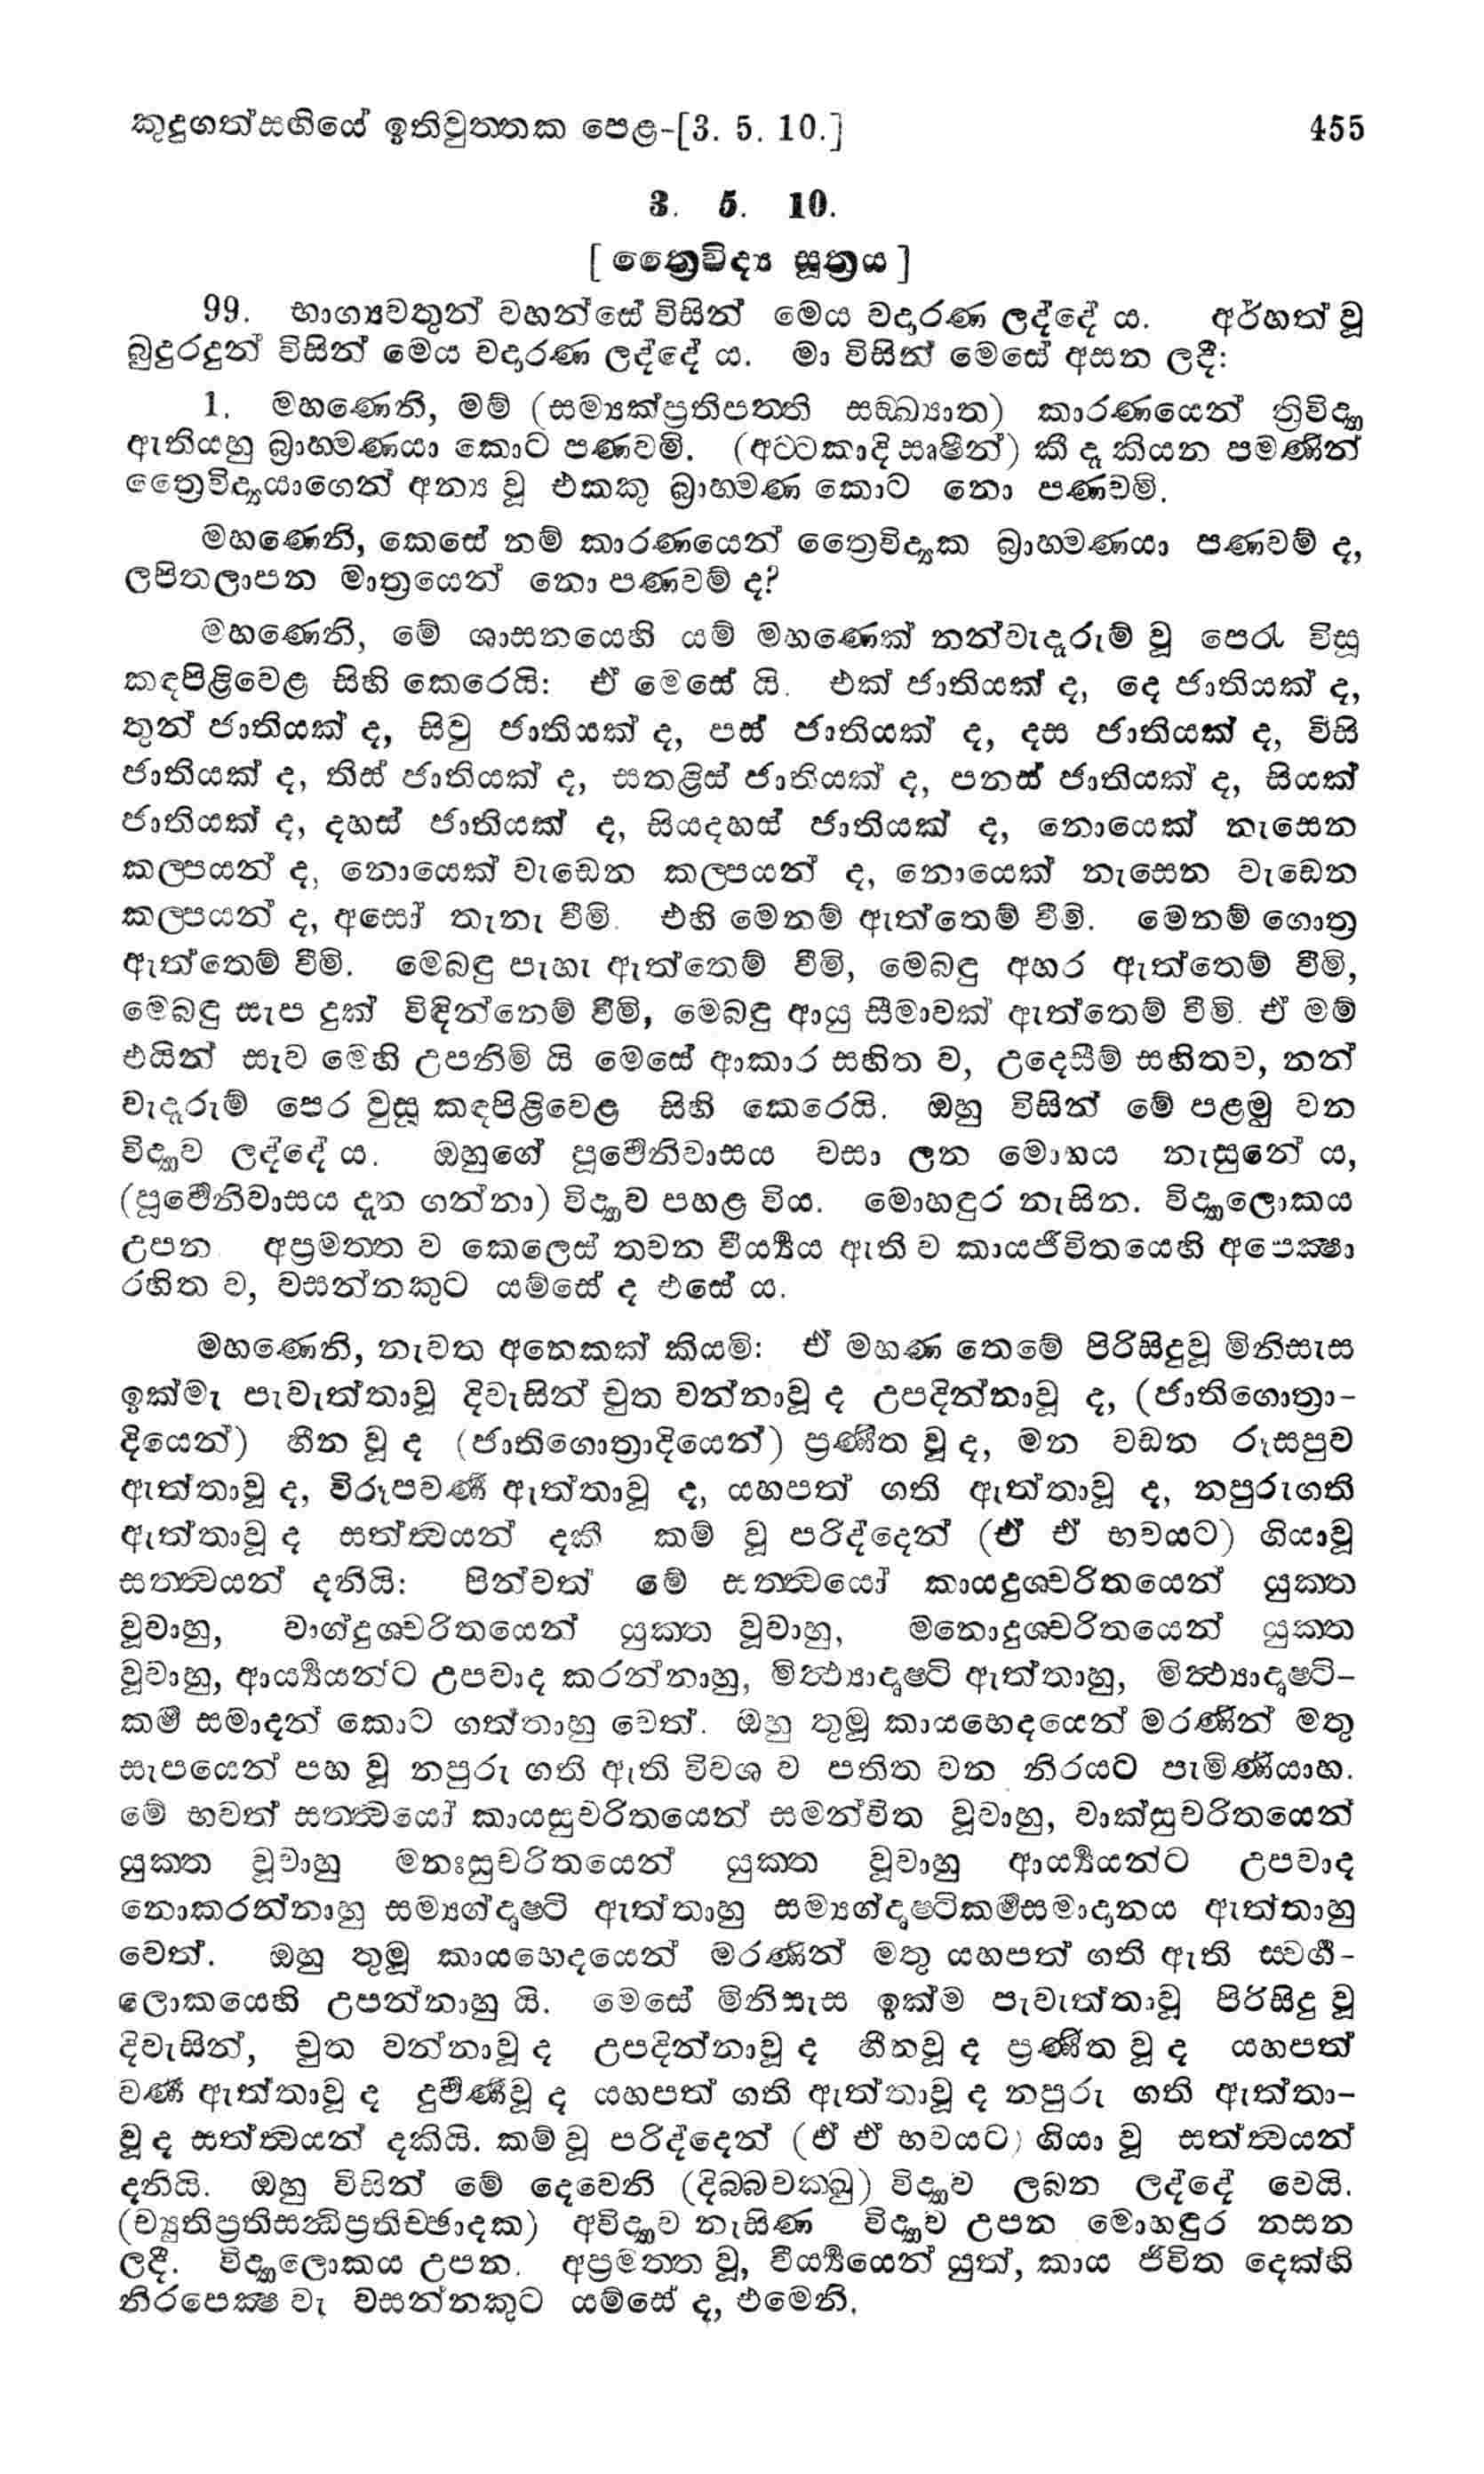 කුදුගත්සඟියේ ඉතිවුත්තක පෙළ-[3. 5. 10.] 455
3. 5. 10.
[ ත්‍රෛවිද්‍ය සූත්‍රය ]
99. භාග්‍යවතුන් වහන්සේ විසින් මෙය වදාරණ ලද්දේ ය. අර්හත් වූ
බුදුරදුන් විසින් මෙය වදාරණ ලද්දේ ය. මා විසින් මෙසේ අසන ලදී:
1. මහණෙනි, මම් (සම්‍යක්ප්‍රතිපත්ති සඞ්ඛ්‍යාත) කාරණයෙන් ත්‍රිවිද්‍යා
ඇතියහු බ්‍රාහ්මණයා කොට පණවමි. (අට්ටකාදි ඍෂීන්) කී දෑ කියන පමණින්
ත්‍රෛවිද්‍යයාගෙන් අන්‍ය වූ එකකු බ්‍රාහ්මණ කොට නො පණවමි.
මහණෙනි, කෙසේ නම් කාරණයෙන් ත්‍රෛවිද්‍යක බ්‍රාහ්මණයා පණවම් ද,
ලපිතලාපන මාත්‍රයෙන් නො පණවම් ද?
මහණෙනි, මේ ශාසනයෙහි යම් මහණෙක් නන්වැදෑරුම් වූ පෙරැ විසූ
කඳපිළිවෙළ සිහි කෙරෙයි: ඒ මෙසේ යි. එක් ජාතියක් ද, දෙ ජාතියක් ද,
තුන් ජාතියක් ද, සිවු ජාතියක් ද, පස් ජාතියක් ද, දස ජාතියක් ද, විසි
ජාතියක් ද, තිස් ජාතියක් ද, සතළිස් ජාතියක් ද, පනස් ජාතියක් ද, සියක්
ජාතියක් ද, දහස් ජාතියක් ද, සියදහස් ජාතියක් ද, නොයෙක් නැසෙන
කල්පයන් ද, නොයෙක් වැඩෙන කල්පයන් ද, නොයෙක් නැසෙන වැඩෙන
කල්පයන් ද, අසෝ තැනැ වීමි. එහි මෙනම් ඇත්තෙම් වීමි. මෙනම් ගොත්‍ර
ඇත්තෙම් වීමි. මෙබඳු පැහැ ඇත්තෙම් වීමි, මෙබඳු අහර ඇත්තෙම් වීමි,
මෙබඳු සැප දුක් විඳින්නෙම් වීමි, මෙබඳු ආයු සීමාවක් ඇත්තෙම් වීමි. ඒ මම්
එයින් සැව මෙහි උපනිමි යි මෙසේ ආකාර සහිත ව, උදෙසීම් සහිතව, නන්
වැදෑරුම් පෙර වුසූ කඳපිළිවෙළ සිහි කෙරෙයි. ඔහු විසින් මේ පළමු වන
විද්‍යාව ලද්දේ ය. ඔහුගේ පූර්‍වෙනිවාසය වසා ලන මොහය නැසුනේ ය,
(පූර්‍වෙනිවාසය දැන ගන්නා) විද්‍යාව පහළ විය. මොහඳුර නැසින. විද්‍යාලොකය
උපන. අප්‍රමත්ත ව කෙලෙස් තවන වීර්‍ය්‍යය ඇති ව කායජීවිතයෙහි අපෙක්‍ෂා
රහිත ව, වසන්නකුට යම්සේ ද එසේ ය.
මහණෙනි, නැවත අනෙකක් කියමි: ඒ මහණ තෙමේ පිරිසිදුවූ මිනිසැස
ඉක්මැ පැවැත්තාවූ දිවැසින් චුත වන්නාවූ ද උපදින්නාවූ ද, (ජාතිගොත්‍රා-
දියෙන්) හීන වූ ද (ජාතිගොත්‍රාදියෙන්) ප්‍රණීත වූ ද, මන වඩන රූසපුව
ඇත්තාවූ ද, විරූපවර්‍ණ ඇත්තාවූ ද, යහපත් ගති ඇත්තාවූ ද, නපුරුගති
ඇත්තාවූ ද සත්ත්‍වයන් දකී කම් වූ පරිද්දෙන් (ඒ ඒ භවයට) ගියාවූ
සත්ත්‍වයන් දනියි: පින්වත් මේ සත්ත්‍වයෝ කායදුශ්චරිතයෙන් යුක්ත
වූවාහු, වාග්දුශ්චරිතයෙන් යුක්ත වූවාහු, මනොදුශ්චරිතයෙන් යුක්ත
වූවාහු, ආර්‍ය්‍යයන්ට උපවාද කරන්නාහු, මිත්‍ථ්‍යාදෘෂ්ටි ඇත්තාහු, මිත්‍ථ්‍යාදෘෂ්ටි-
කර්‍ම සමාදන් කොට ගත්තාහු වෙත්. ඔහු තුමූ කායභෙදයෙන් මරණින් මතු
සැපයෙන් පහ වූ නපුරු ගති ඇති විවශ ව පතිත වන නිරයට පැමිණියාහ.
මේ භවත් සත්ත්‍වයෝ කායසුචරිතයෙන් සමන්විත වූවාහු, වාක්සුචරිතයෙන්
යුක්ත වූවාහු මනඃසුචරිතයෙන් යුක්ත වූවාහු ආර්‍ය්‍යයන්ට උපවාද
නොකරන්නාහු සම්‍යග්දෘෂ්ටි ඇත්තාහු සම්‍යග්දෘෂ්ටිකර්‍මසමාදානය ඇත්තාහු
වෙත්. ඔහු තුමූ කායභෙදයෙන් මරණින් මතු යහපත් ගති ඇති ස්වර්‍ග-
ලොකයෙහි උපන්නාහු යි. මෙසේ මිනිසැස ඉක්ම පැවැත්තාවූ පිරිසිදු වූ
දිවැසින්, චුත වන්නාවූ ද උපදින්නාවූ ද හීනවූ ද ප්‍රණීත වූ ද යහපත්
වර්‍ණ ඇත්තාවූ ද දුර්‍වර්‍ණවූ ද යහපත් ගති ඇත්තාවූ ද නපුරු ගති ඇත්තා-
වූ ද සත්ත්‍වයන් දකියි. කම් වූ පරිද්දෙන් (ඒ ඒ භවයට) ගියා වූ සත්ත්‍වයන්
දනියි. ඔහු විසින් මේ දෙවෙනි (දිබ්බචක්ඛු) විද්‍යාව ලබන ලද්දේ වෙයි.
(ච්‍යුතිප්‍රතිසන්‍ධිප්‍රතිච්ඡාදක) අවිද්‍යාව නැසිණ විද්‍යාව උපන මොහඳුර නසන
ලදී. විද්‍යාලොකය උපන. අප්‍රමත්ත වූ, වීර්‍ය්‍යයෙන් යුත්, කාය ජීවිත දෙක්හි
නිරපෙක්‍ෂ වැ වසන්නකුට යම්සේ ද, එමෙනි.